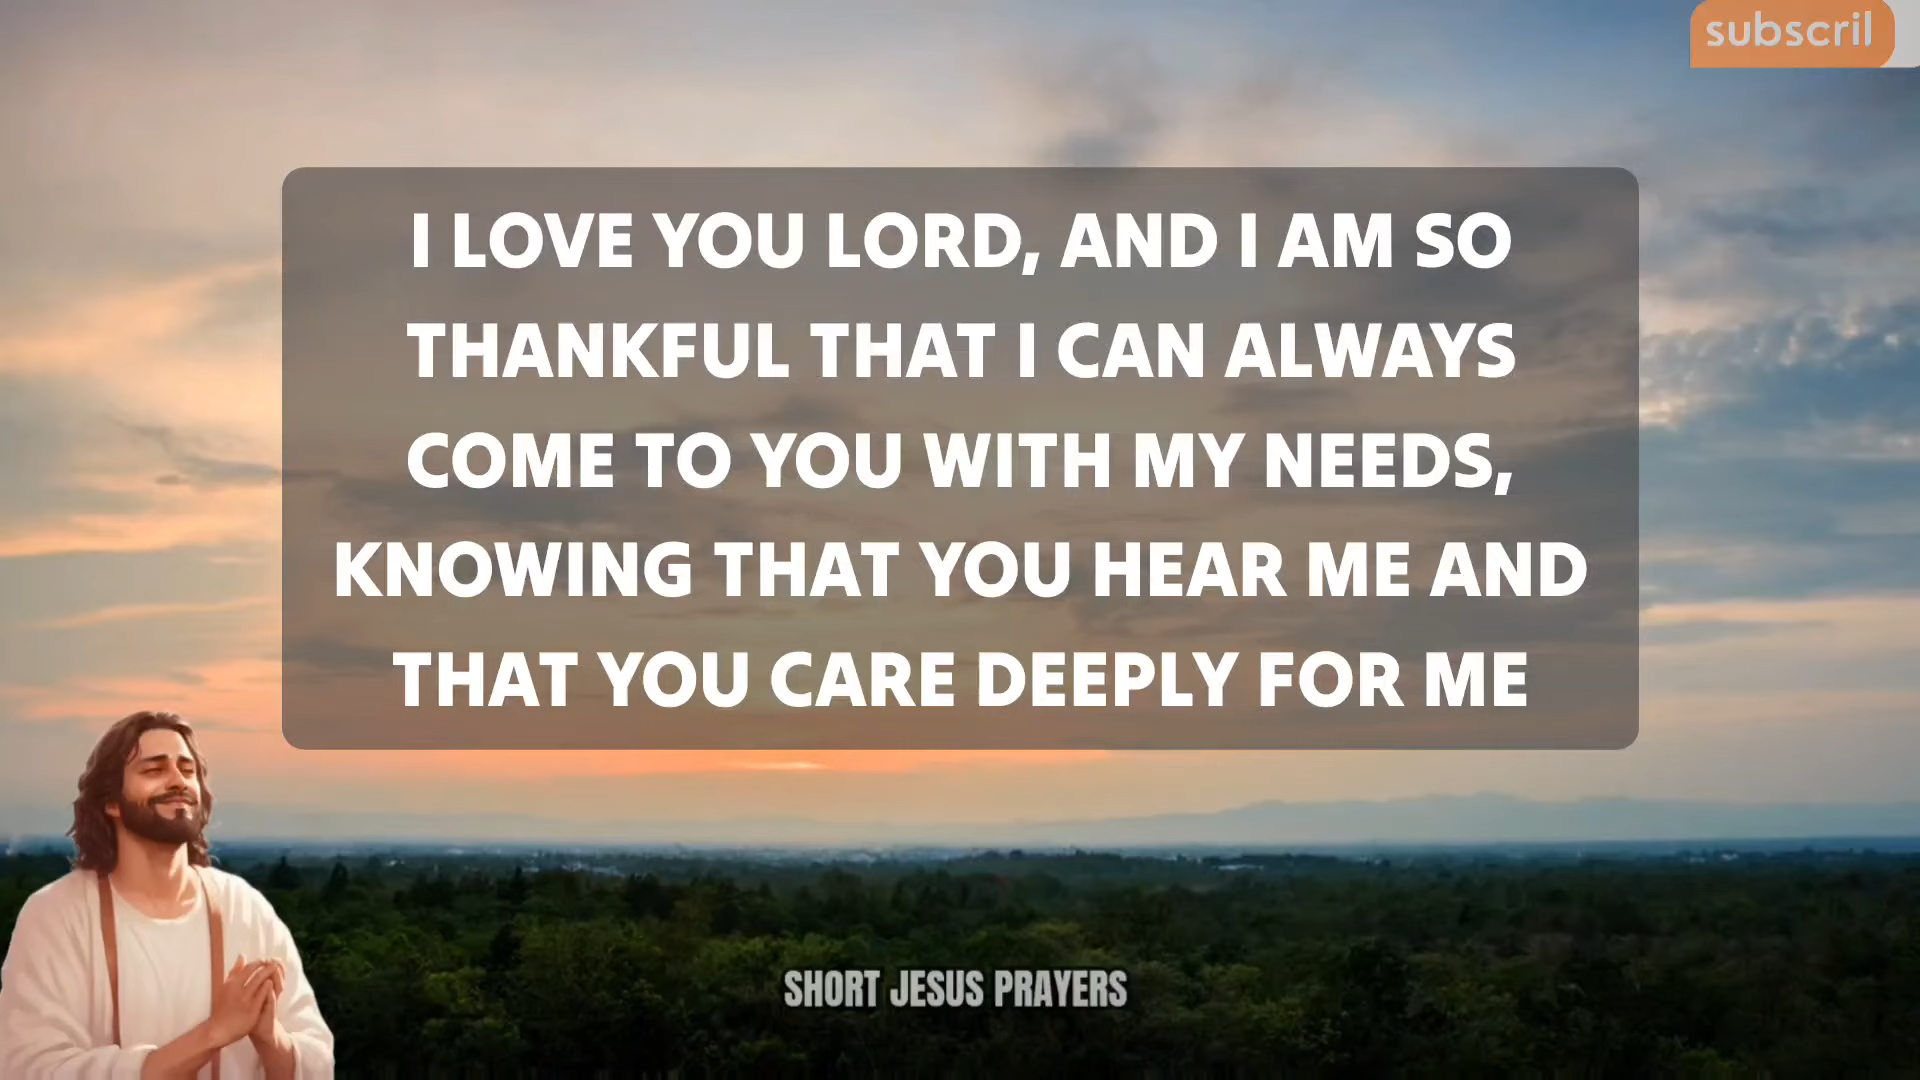 subscril
I LOVE YOU LORD, AND I AM SO
THANKFUL THAT I CAN ALWAYS
COME TO YOU WITH MY NEEDS,
KNOWING THAT YOU HEAR ME AND
THAT YOU CARE DEEPLY FOR ME
SHORT JESUS PRAYERS